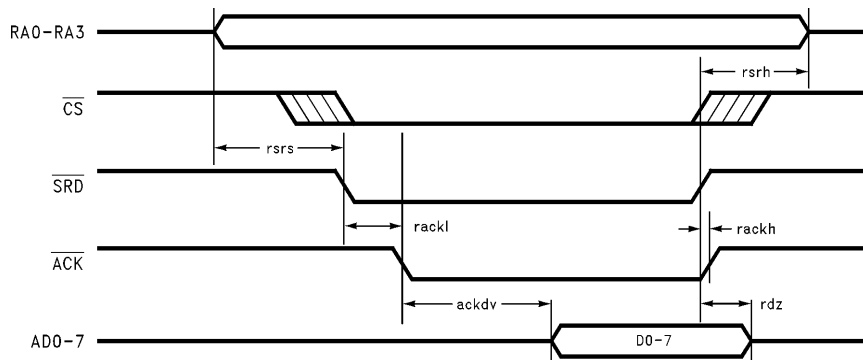 RA0-RA3
rsrh
CS
rsrs
SRD
rackl
rackh
ACK
ackdv
rdz
AD0-7
D0-7